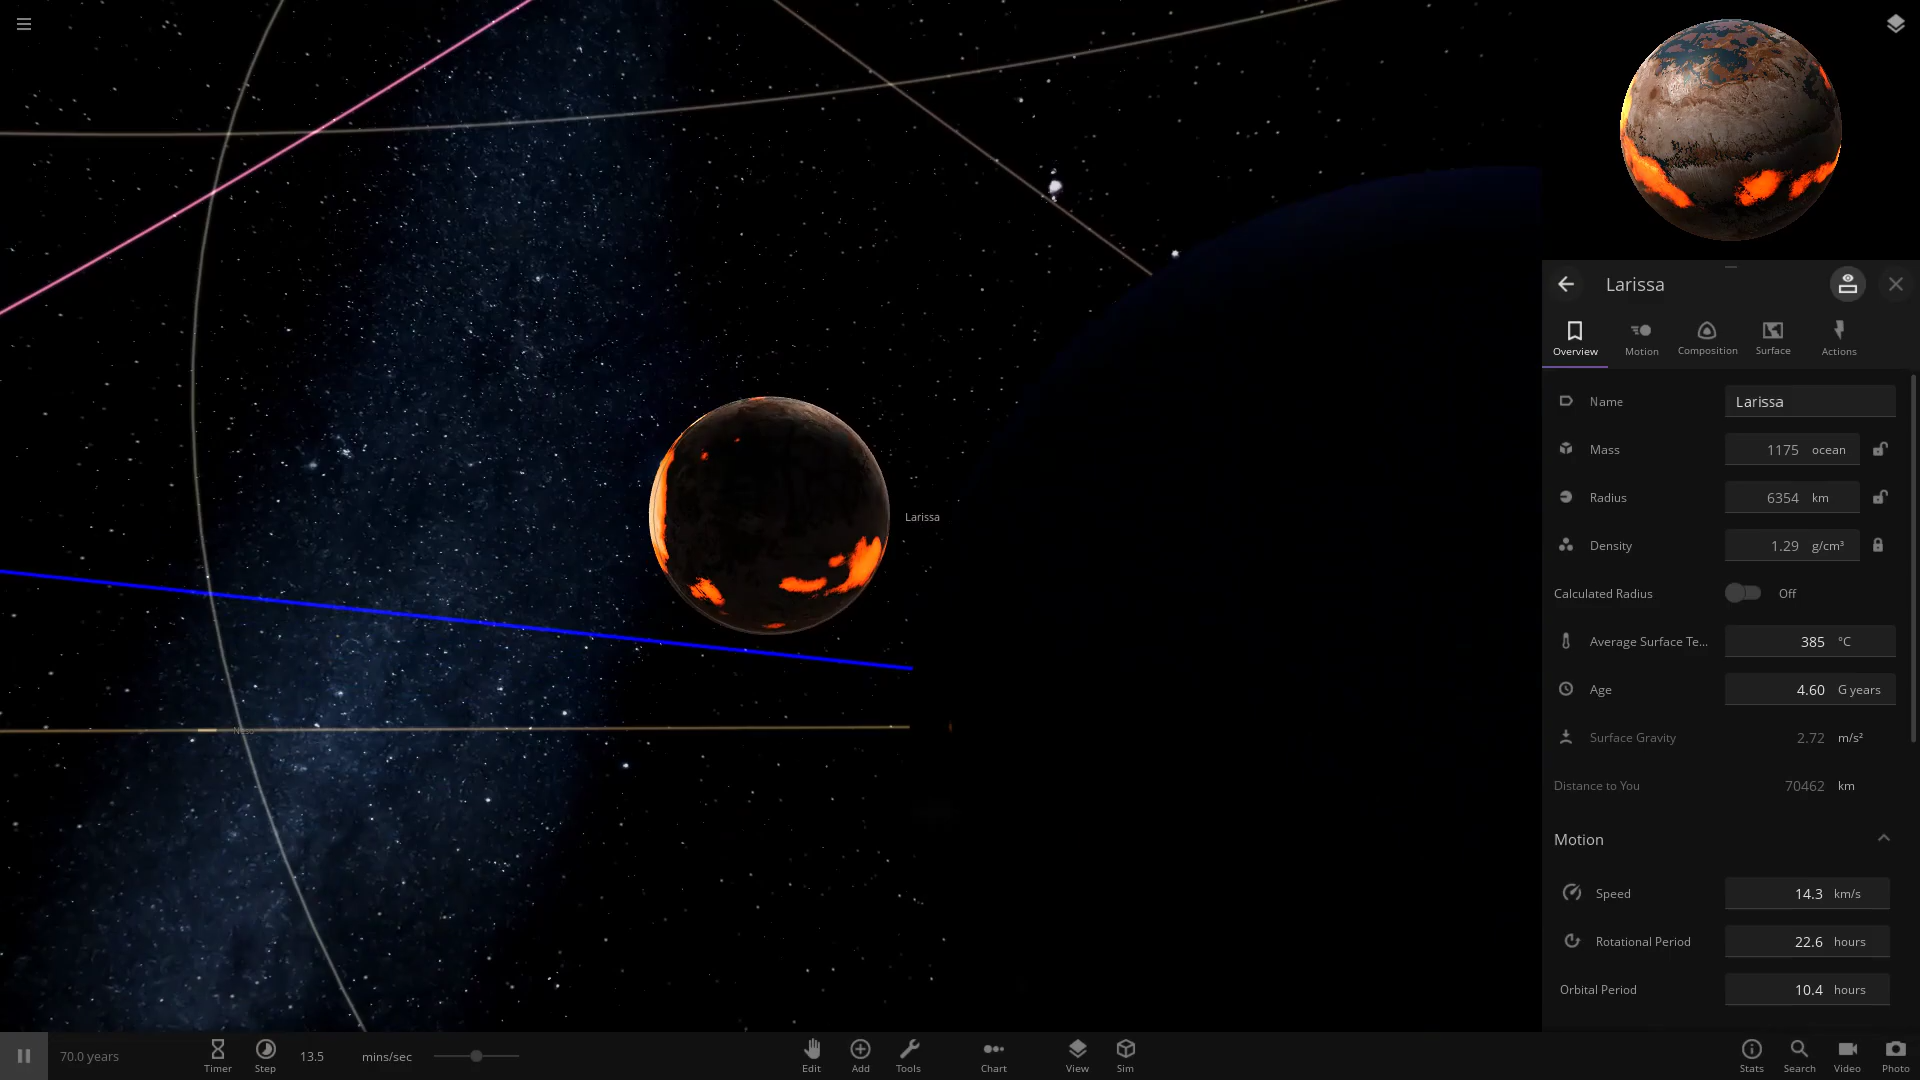 Larissa
Overview
Motion
Composition
Surface
Actions
Name
Larissa
Mass
1175 ocean
Radius
6354 km
Density
1.29 g/cm³
Calculated Radius
Off
Average Surface Te...
385 °C
Age
4.60 G years
Surface Gravity
2.72 m/s²
Distance to You
70462 km
Motion
Speed
14.3 km/s
Rotational Period
22.6 hours
Orbital Period
10.4 hours
Larissa
70.0 years
Timer
Step
13.5 mins/sec
Edit
Add
Tools
Chart
View
Sim
Stats
Search
Video
Photo